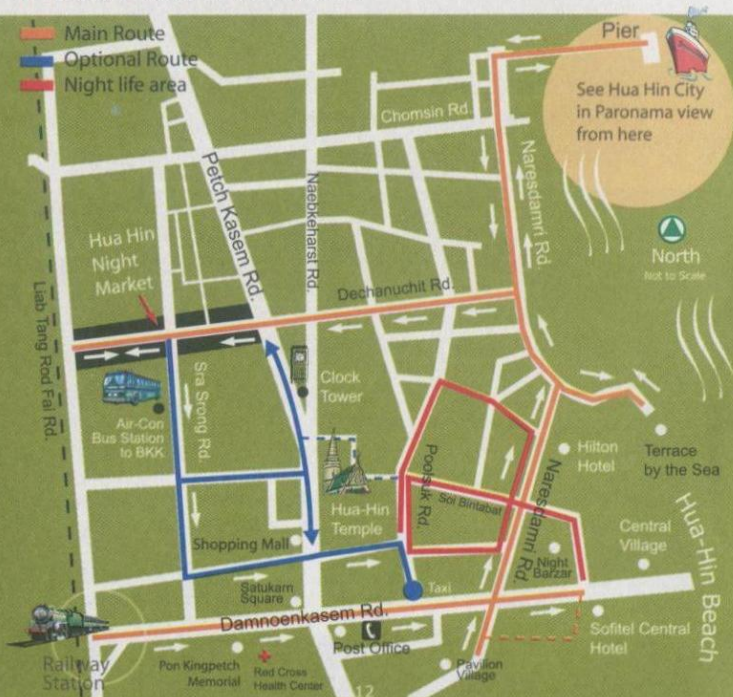 Main Route
Optional Route
Night life area
Pier
See Hua Hin City
in Paronama view
from here
Chomsin Rd.
Petch Kasem Rd.
Naebkeharst Rd.
Naresdamri Rd.
North
Not to Scale
Hua Hin
Night
Market
Dechanuchit Rd.
Liab Tang Rod Fai Rd.
Sra Srong Rd.
Air-Con
Bus Station
to BKK
Clock
Tower
Hua-Hin
Temple
Poolsuk Rd.
Soi Bintabat
Naresdamri Rd.
Hilton
Hotel
Terrace
by the Sea
Shopping Mall
Night
Barzar
Central
Village
Hua-Hin Beach
Satukarn
Square
Taxi
Damnoenkasem Rd.
Post Office
Sofitel Central
Hotel
Railway
Station
Pon Kingpetch
Memorial
Red Cross
Health Center
Pavilion
Village
12